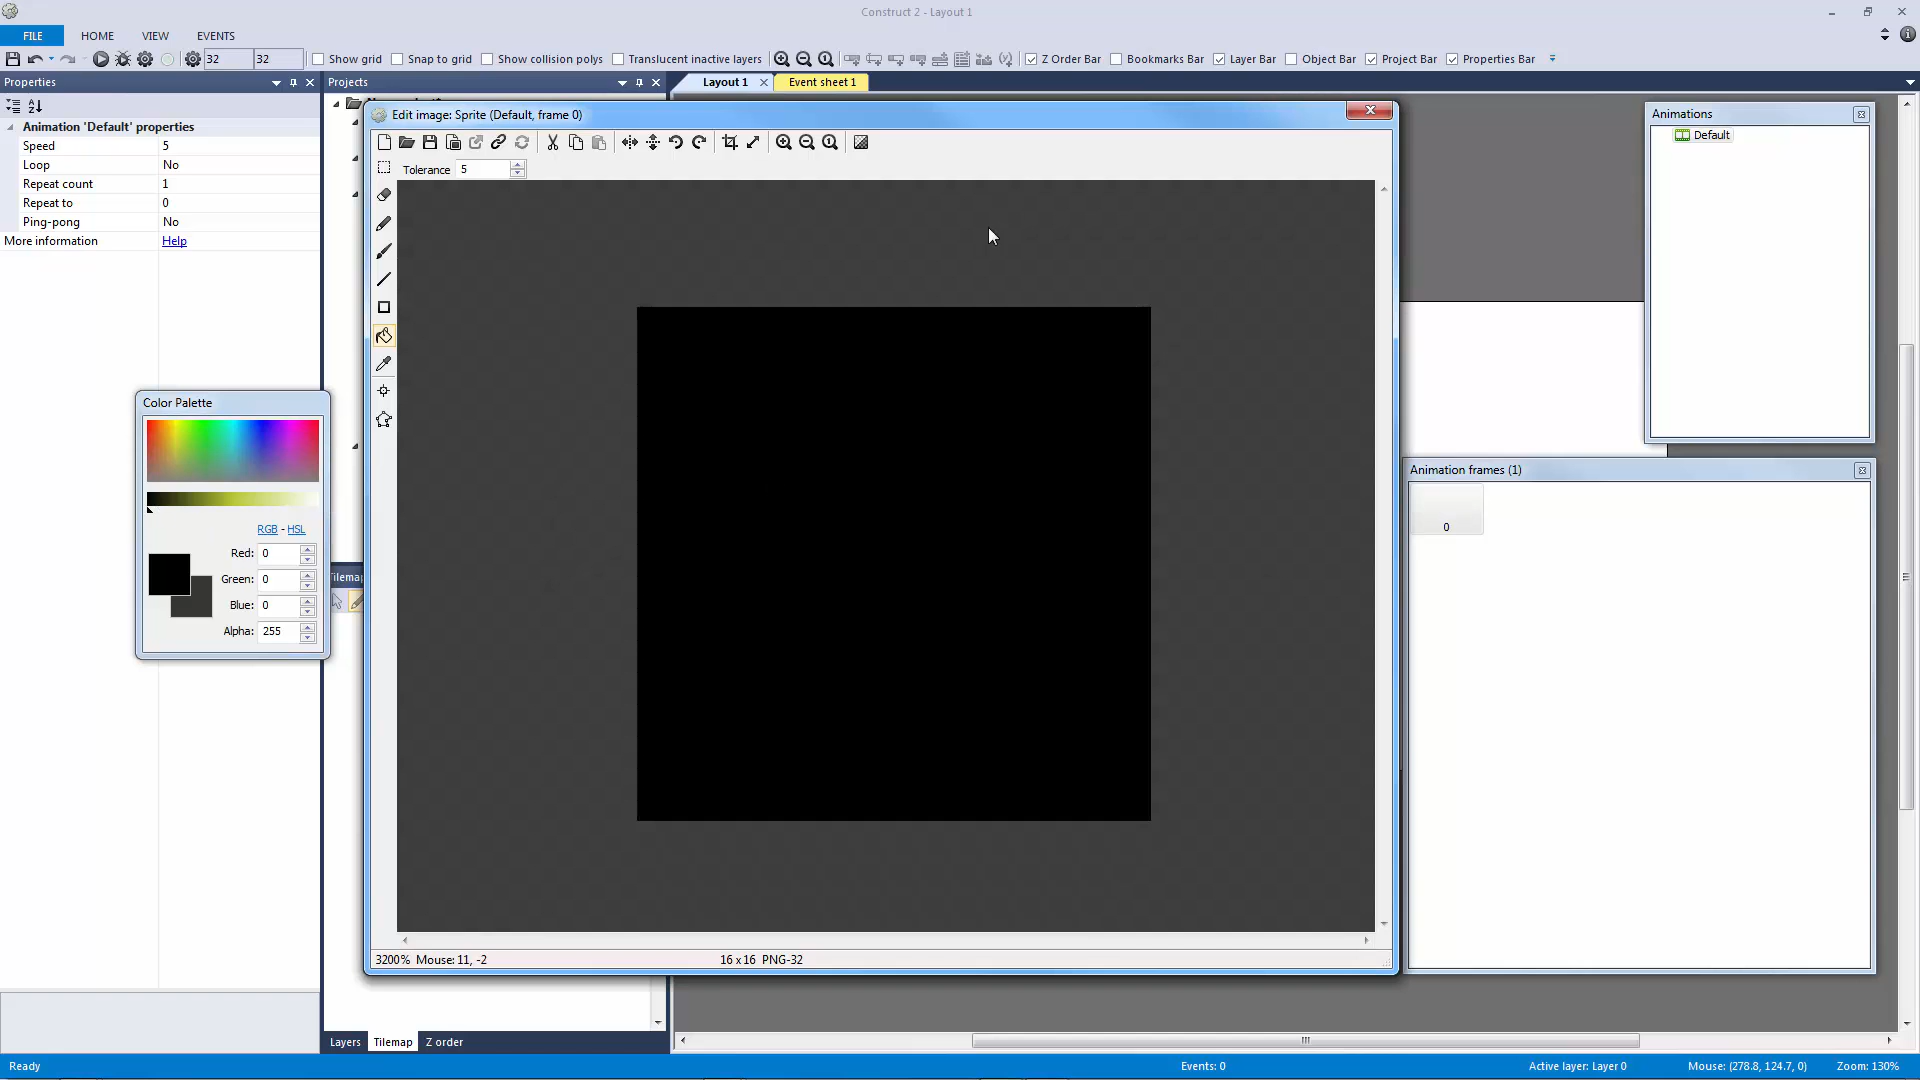 Construct 2 - Layout 1
FILE HOME VIEW EVENTS
32 32 Show grid Snap to grid Show collision polys Translucent inactive layers Z Order Bar Bookmarks Bar Layer Bar Object Bar Project Bar Properties Bar
Properties
Projects
Layout 1 Event sheet 1
Animation 'Default' properties
Speed 5
Loop No
Repeat count 1
Repeat to 0
Ping-pong No
More information Help
Edit image: Sprite (Default, frame 0)
Tolerance 5
Animations
Default
Color Palette
RGB - HSL
Red: 0
Green: 0
Blue: 0
Alpha: 255
Animation frames (1)
0
3200% Mouse: 11, -2 16 x 16 PNG-32
Layers Tilemap Z order
Ready Events: 0 Active layer: Layer 0 Mouse: (278.8, 124.7, 0) Zoom: 130%